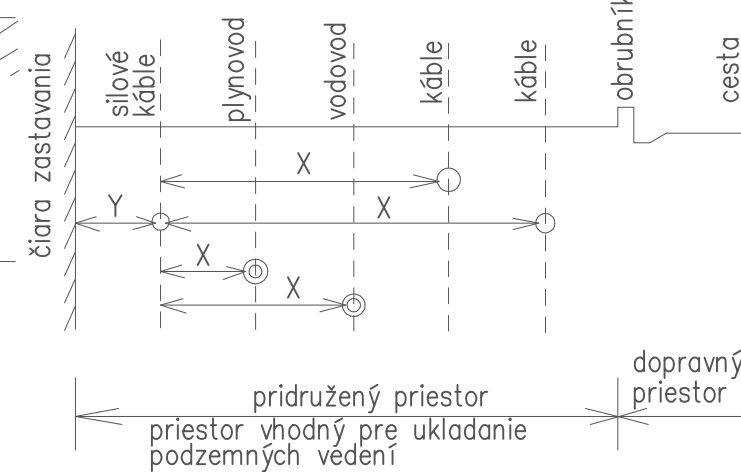 čiara zastavania
silové
káble
plynovod
vodovod
káble
káble
obrubník
cesta
X
Y
X
X
X
pridružený priestor
priestor vhodný pre ukladanie
podzemných vedení
dopravný
priestor